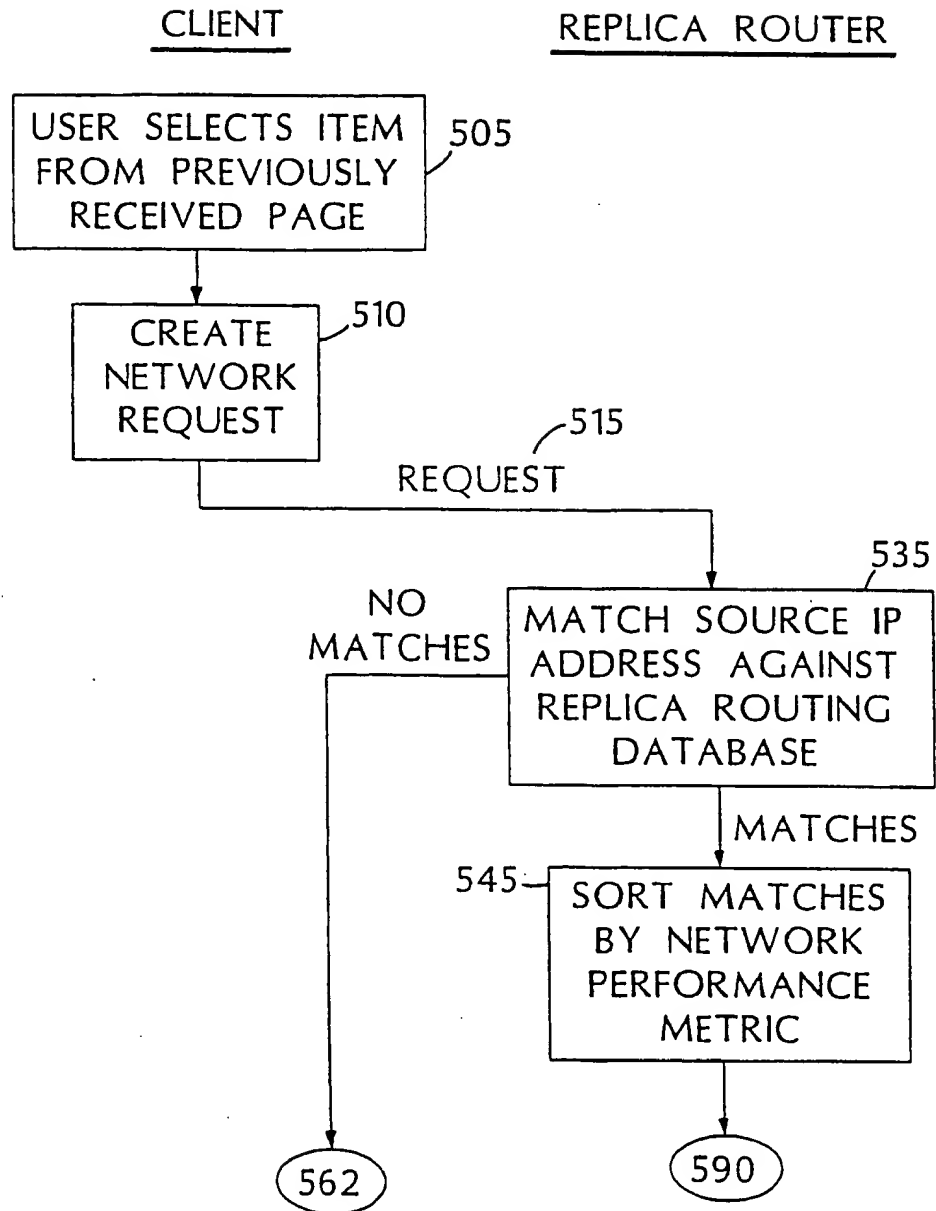 CLIENT
REPLICA ROUTER
USER SELECTS ITEM
FROM PREVIOUSLY
RECEIVED PAGE
505
CREATE
NETWORK
REQUEST
510
515
REQUEST
535
NO
MATCHES
MATCH SOURCE IP
ADDRESS AGAINST
REPLICA ROUTING
DATABASE
MATCHES
545
SORT MATCHES
BY NETWORK
PERFORMANCE
METRIC
562
590